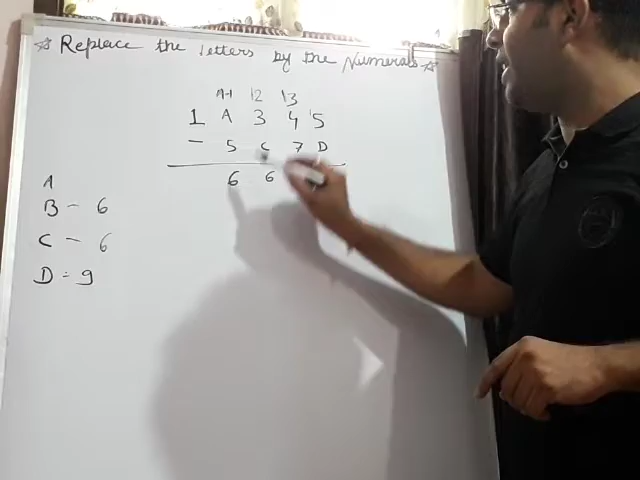 ☆ Replace the letters by the Numerals ☆
A-1 12 13
1 A 3 4 15
- 5 C 7 D
6 6
A
B - 6
C - 6
D = 9